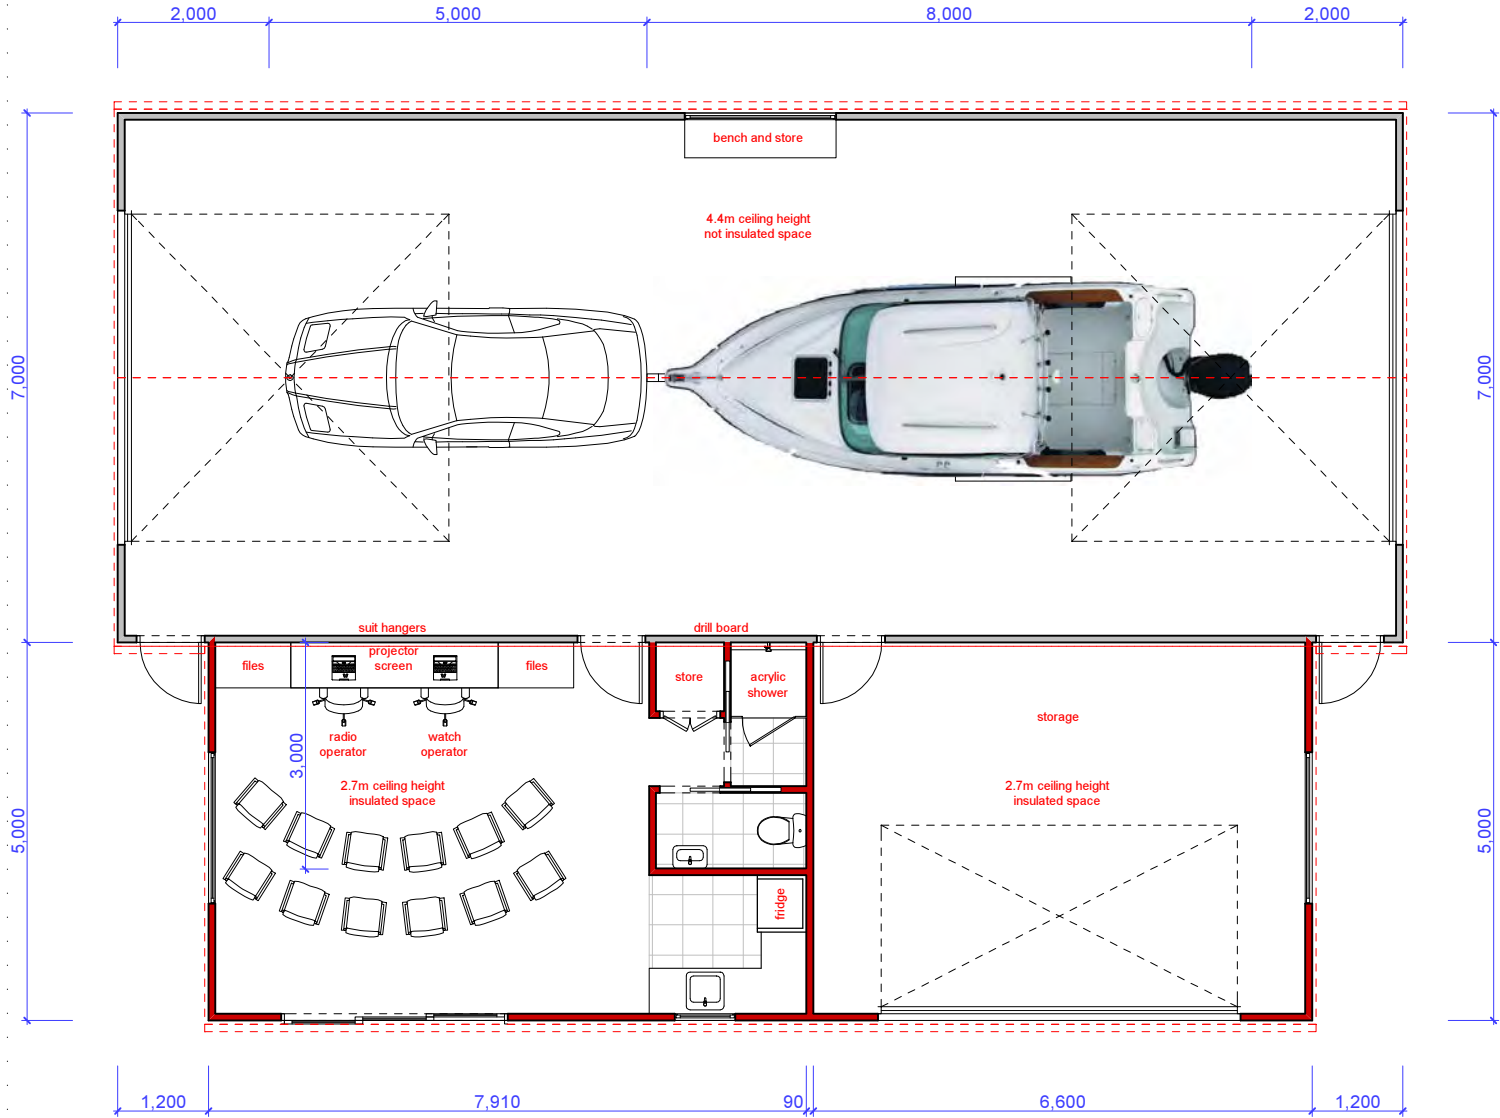 2,000
5,000
8,000
2,000
bench and store
4.4m ceiling height
not insulated space
7,000
7,000
suit hangers
drill board
files
projector
screen
files
store
acrylic
shower
storage
radio
operator
watch
operator
3,000
2.7m ceiling height
insulated space
2.7m ceiling height
insulated space
5,000
5,000
fridge
1,200
7,910
90
6,600
1,200